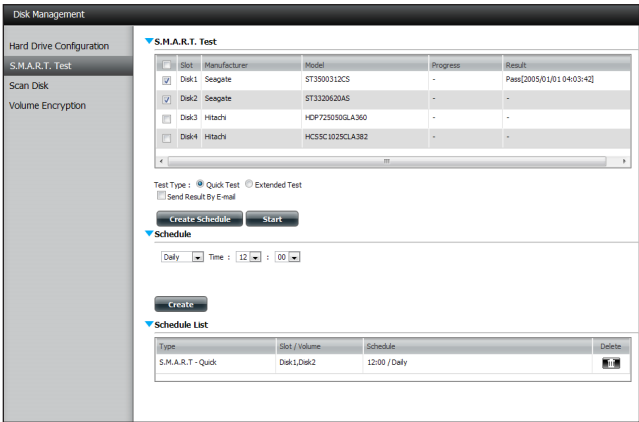 Disk Management
Hard Drive Configuration
S.M.A.R.T. Test
Scan Disk
Volume Encryption
S.M.A.R.T. Test
Slot Manufacturer Model Progress Result
Disk1 Seagate ST3500312CS - Pass[2005/01/01 04:03:42]
Disk2 Seagate ST3320620AS - -
Disk3 Hitachi HDP725050GLA360 - -
Disk4 Hitachi HCS5C1025CLA382 - -
Test Type : Quick Test Extended Test
Send Result By E-mail
Create Schedule Start
Schedule
Daily Time : 12 : 00
Create
Schedule List
Type Slot / Volume Schedule Delete
S.M.A.R.T - Quick Disk1,Disk2 12:00 / Daily